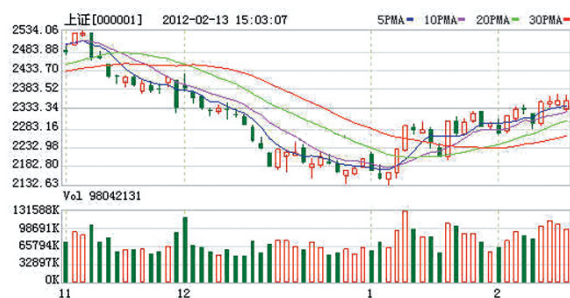 上证[000001] 2012-02-13 15:03:07 5PMA 10PMA 20PMA 30PMA
2534.06
2483.88
2433.70
2383.52
2333.34
2283.16
2232.98
2182.80
2132.63
Vol 98042131
131588K
98691K
65794K
32897K
0K
11 12 1 2